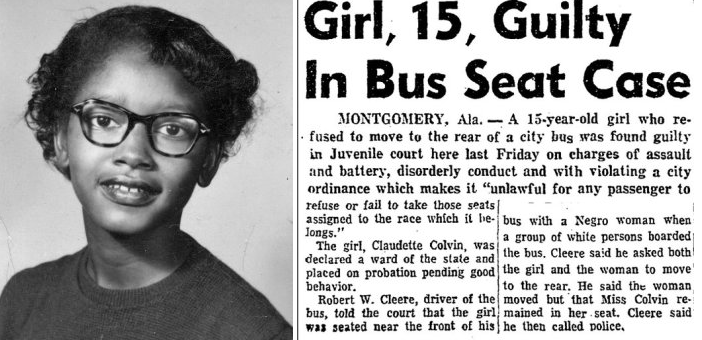 Girl, 15, Guilty
In Bus Seat Case
MONTGOMERY, Ala. — A 15-year-old girl who re-
fused to move to the rear of a city bus was found guilty
in Juvenile court here last Friday on charges of assault
and battery, disorderly conduct and with violating a city
ordinance which makes it "unlawful for any passenger to
refuse or fail to take those seats
assigned to the race which it be-
longs."
The girl, Claudette Colvin, was
declared a ward of the state and
placed on probation pending good
behavior.
Robert W. Cleere, driver of the
bus, told the court that the girl
was seated near the front of his
bus with a Negro woman when
a group of white persons boarded
the bus. Cleere said he asked both
the girl and the woman to move
to the rear. He said the woman
moved but that Miss Colvin re-
mained in her seat. Cleere said
he then called police.